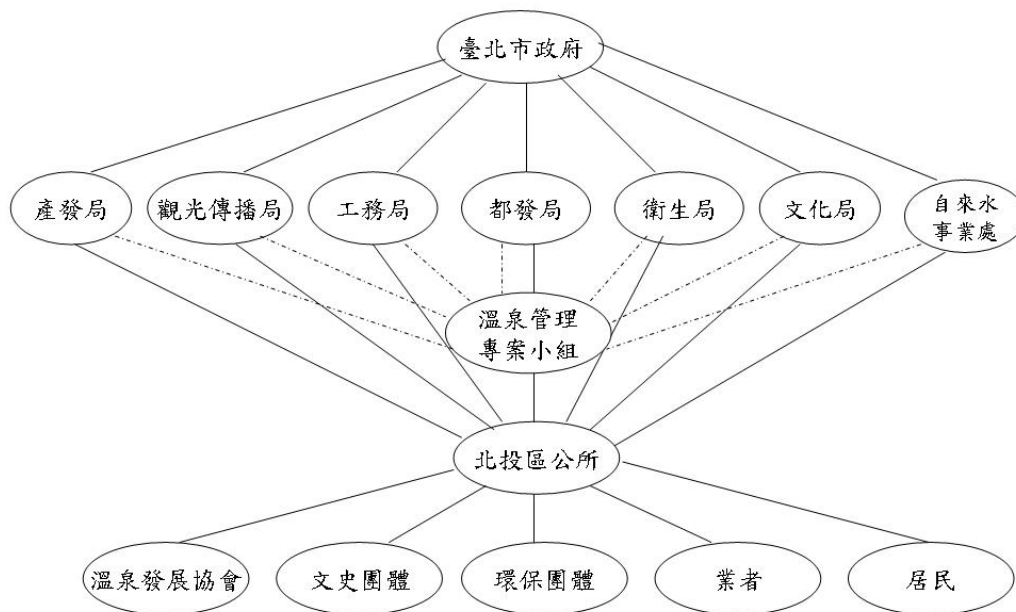 臺北市政府
產發局
觀光傳播局
工務局
都發局
衛生局
文化局
自來水
事業處
溫泉管理
專案小組
北投區公所
溫泉發展協會
文史團體
環保團體
業者
居民